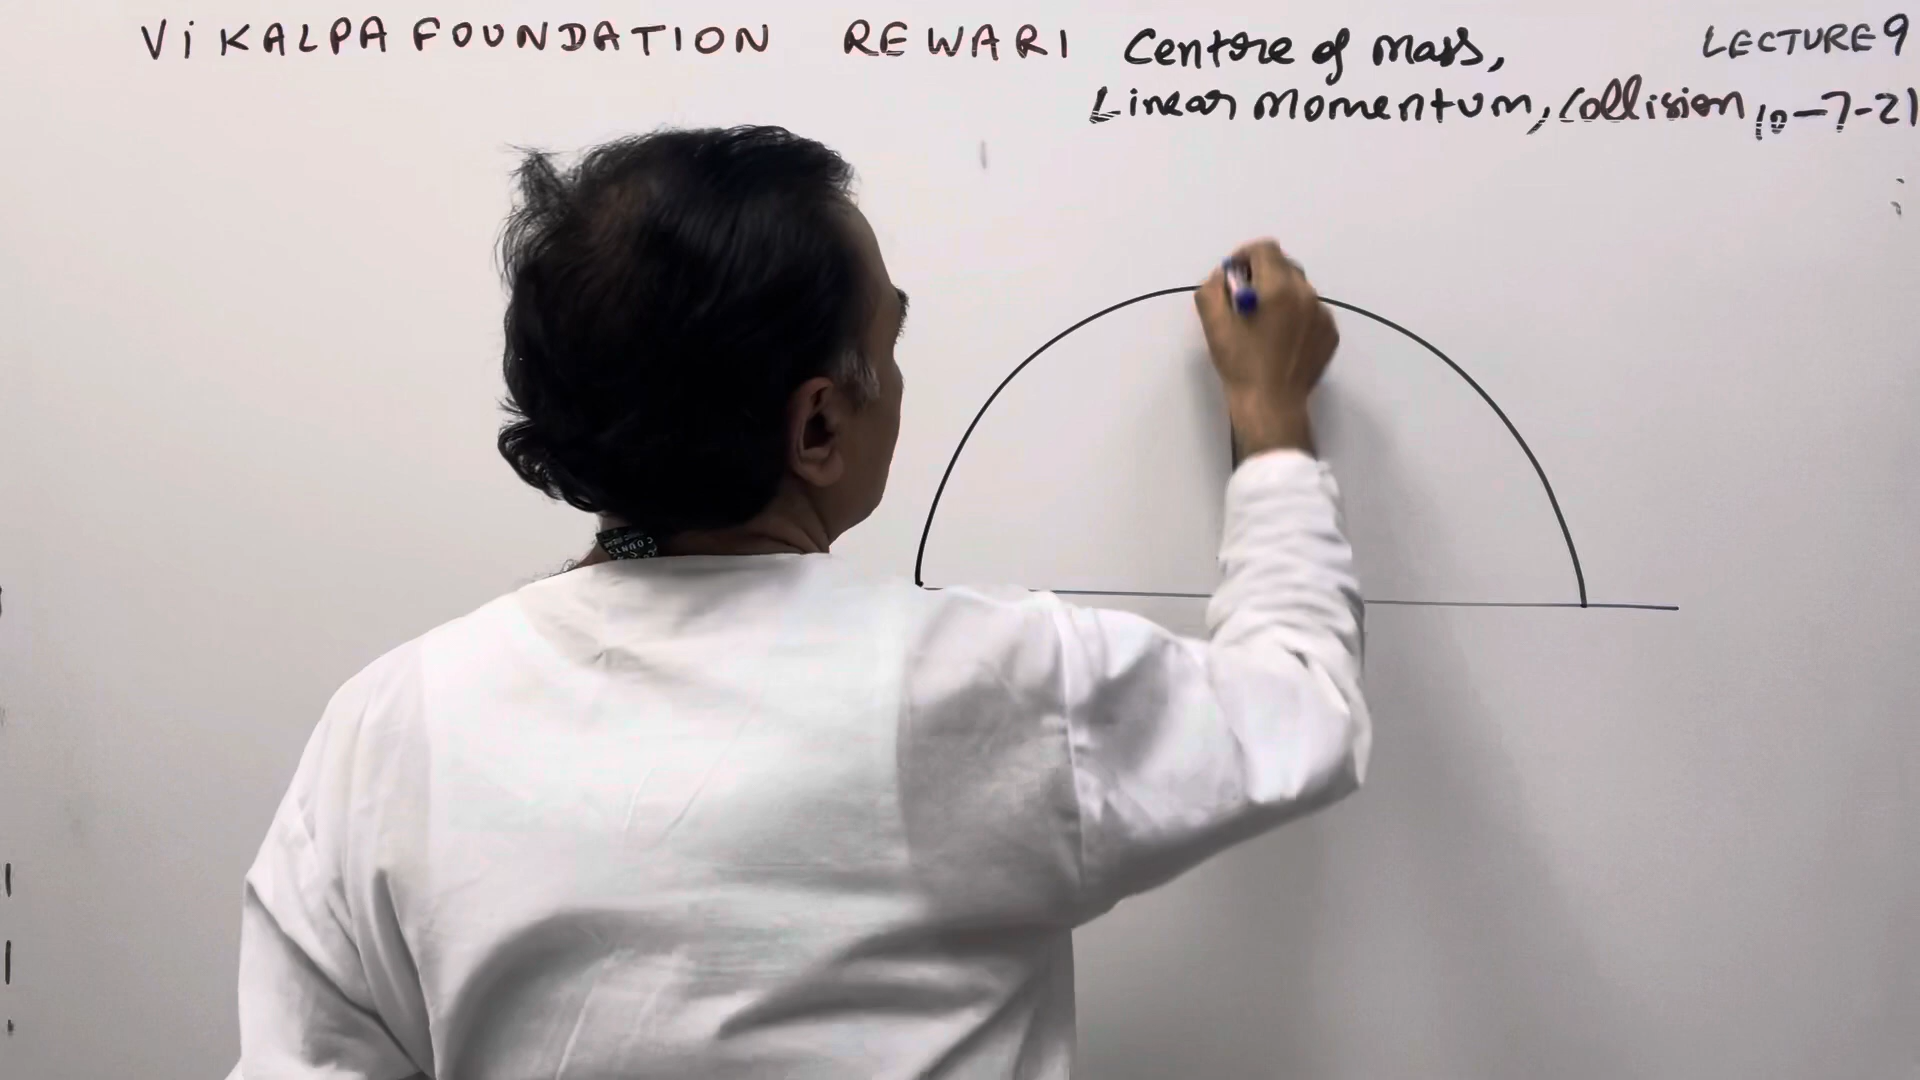 ViKALPA FOUNDATION REWARI Centre of mass, LECTURE 9
Linear Momentum, Collision 10-7-21